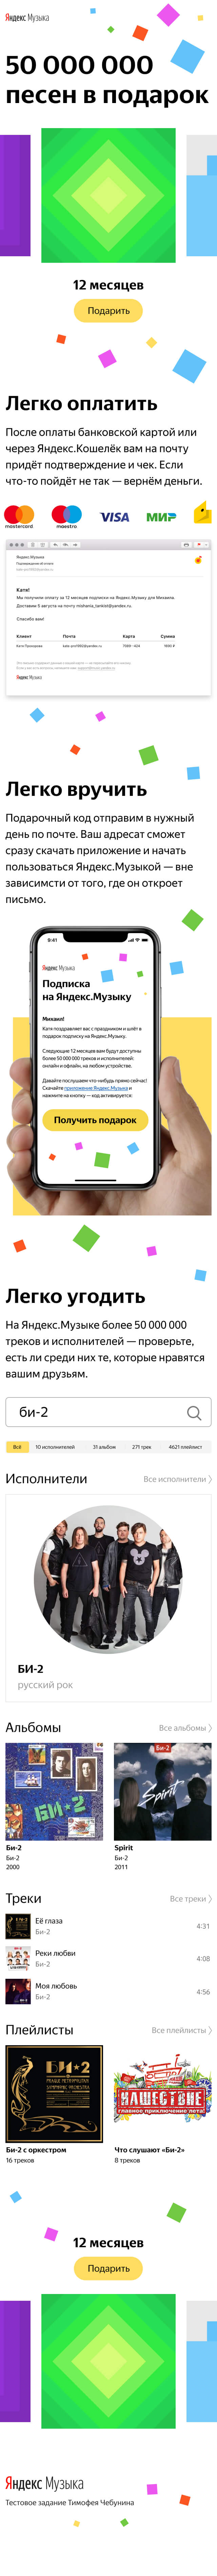 Яндекс Музыка
50 000 000
песен в подарок
12 месяцев
Подарить
Легко оплатить
После оплаты банковской картой или
через Яндекс.Кошелёк вам на почту
придёт подтверждение и чек. Если
что-то пойдёт не так — вернём деньги.
mastercard
maestro
VISA
МИР
Яндекс.Музыка
Катя!
Мы получили оплату за 12 месяцев подписки на Яндекс.Музыку для Михаила.
Доставим 5 августа на почту
Спасибо вам!
Клиент Почта Карта Сумма
Катя Прохорова
Яндекс Музыка
Легко вручить
Подарочный код отправим в нужный
день по почте. Ваш адресат сможет
сразу скачать приложение и начать
пользоваться Яндекс.Музыкой — вне
зависимсти от того, где он откроет
письмо.
9:41
Яндекс Музыка
Подписка
на Яндекс.Музыку
Михаил!
Катя поздравляет вас с праздником и шлёт в
подарок подписку на Яндекс.Музыку.
Следующие 12 месяцев вам будут доступны
более 50 000 000 треков и исполнителей:
онлайн и офлайн, на любом устройстве.
Давайте послушаем что-нибудь прямо сейчас!
Скачайте приложение Яндекс.Музыка и
нажмите на кнопку — код активируется:
Получить подарок
Легко угодить
На Яндекс.Музыке более 50 000 000
треков и исполнителей — проверьте,
есть ли среди них те, которые нравятся
вашим друзьям.
би-2
Всё 10 исполнителей 31 альбом 271 трек 4621 плейлист
Исполнители Все исполнители
БИ-2
русский рок
Альбомы Все альбомы
БИ★2
Би-2
Spirit
Би-2
Би-2
2000
Spirit
Би-2
2011
Треки Все треки
Её глаза
Би-2
4:31
Реки любви
Би-2
4:08
Моя любовь
Би-2
4:56
Плейлисты Все плейлисты
БИ★2
НАШЕСТВИЕ
ГЛАВНОЕ ПРИКЛЮЧЕНИЕ ЛЕТА!
Би-2 с оркестром
16 треков
Что слушают «Би-2»
8 треков
12 месяцев
Подарить
Яндекс Музыка
Тестовое задание Тимофея Чебунина